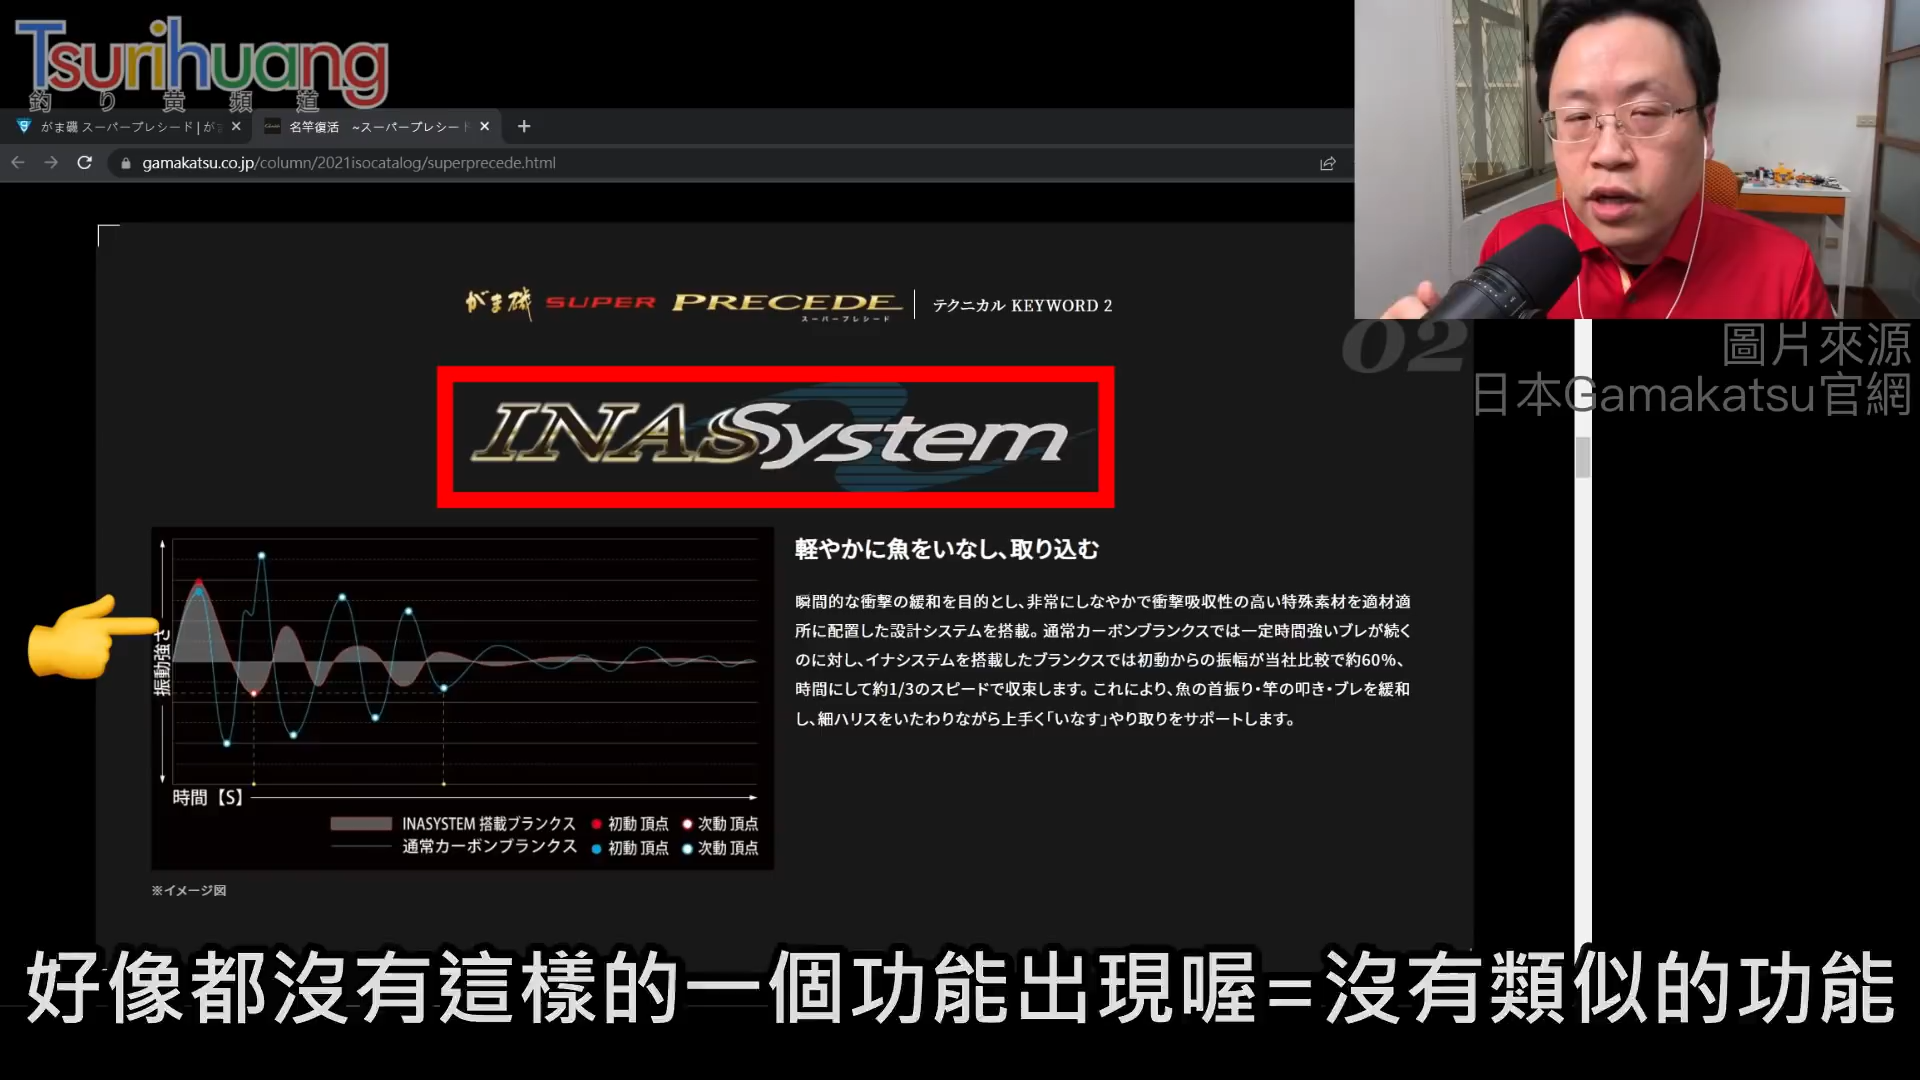 Tsurihuang
釣り黄頻道
がま磯 スーパープレシード | が
名竿復活 ~スーパープレシード
gamakatsu.co.jp/column/2021isocatalog/superprecede.html
がま磯 SUPER PRECEDE テクニカル KEYWORD 2
スーパープレシード
02
圖片來源
日本Gamakatsu官網
INASystem
軽やかに魚をいなし、取り込む
瞬間的な衝撃の緩和を目的とし、非常にしなやかで衝撃吸収性の高い特殊素材を適材適
所に配置した設計システムを搭載。通常カーボンブランクスでは一定時間強いブレが続く
のに対し、イナシステムを搭載したブランクスでは初動からの振幅が当社比較で約60%、
時間にして約1/3のスピードで収束します。これにより、魚の首振り・竿の叩き・ブレを緩和
し、細ハリスをいたわりながら上手く「いなす」やり取りをサポートします。
振動強さ
時間【S】
INASYSTEM 搭載ブランクス 初動 頂点 次動 頂点
通常カーボンブランクス 初動 頂点 次動 頂点
※イメージ図
好像都沒有這樣的一個功能出現喔=沒有類似的功能